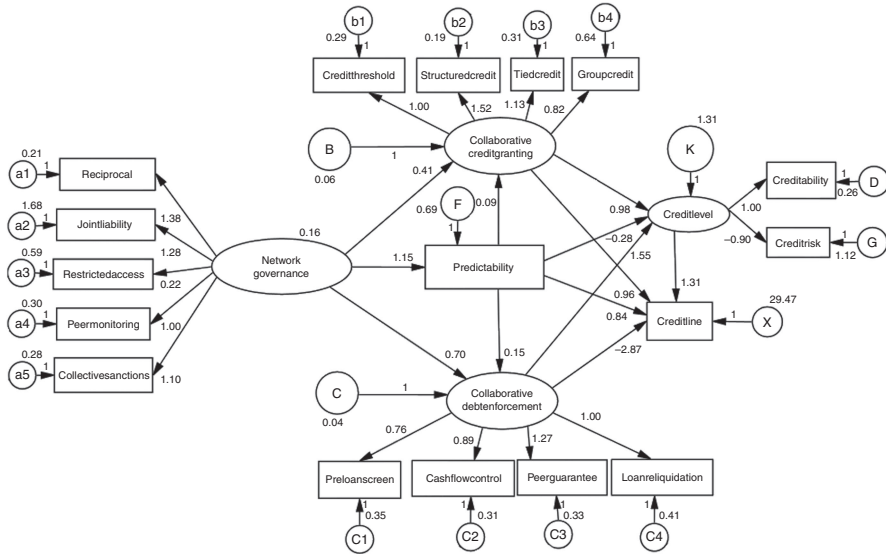 b1
b2
b3
b4
0.29
1
0.19
1
0.31
1
0.64
1
Creditthreshold
Structuredcredit
Tiedcredit
Groupcredit
1.00
1.52
1.13
0.82
1.31
B
1
0.06
Collaborative
creditgranting
K
1
0.21
a1
1
Reciprocal
0.41
0.69
F
1
0.09
0.98
Creditlevel
Creditability
1
D
0.26
1.00
1.68
a2
1
Jointliability
1.38
0.16
−0.28
−0.90
Creditrisk
1
G
1.12
0.59
a3
1
Restrictedaccess
1.28
0.22
Network
governance
1.15
Predictability
1.55
1.31
0.30
a4
1
Peermonitoring
1.00
0.96
0.84
Creditline
1
X
29.47
0.28
a5
1
Collectivesanctions
1.10
0.70
0.15
−2.87
C
1
0.04
Collaborative
debtenforcement
0.76
0.89
1.27
1.00
Preloanscreen
Cashflowcontrol
Peerguarantee
Loanreliquidation
1
0.35
1
0.31
1
0.33
1
0.41
C1
C2
C3
C4